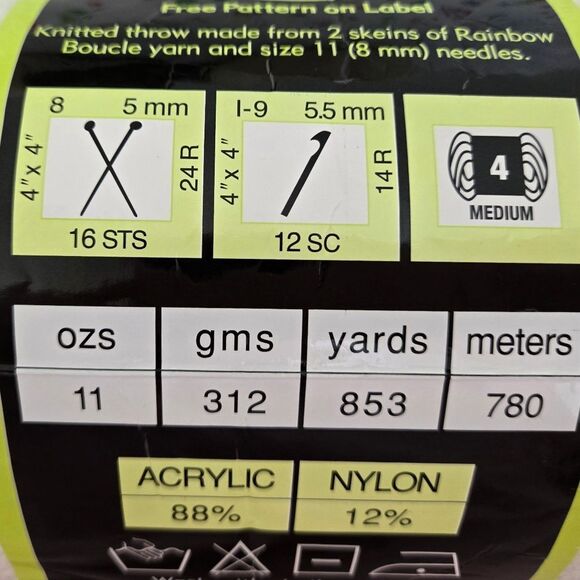 Free Pattern on Label
Knitted throw made from 2 skeins of Rainbow
Boucle yarn and size 11 (8 mm) needles.
8 5 mm
4" x 4"
24 R
16 STS
I-9 5.5 mm
4" x 4"
14 R
12 SC
4
MEDIUM
ozs gms yards meters
11 312 853 780
ACRYLIC NYLON
88% 12%